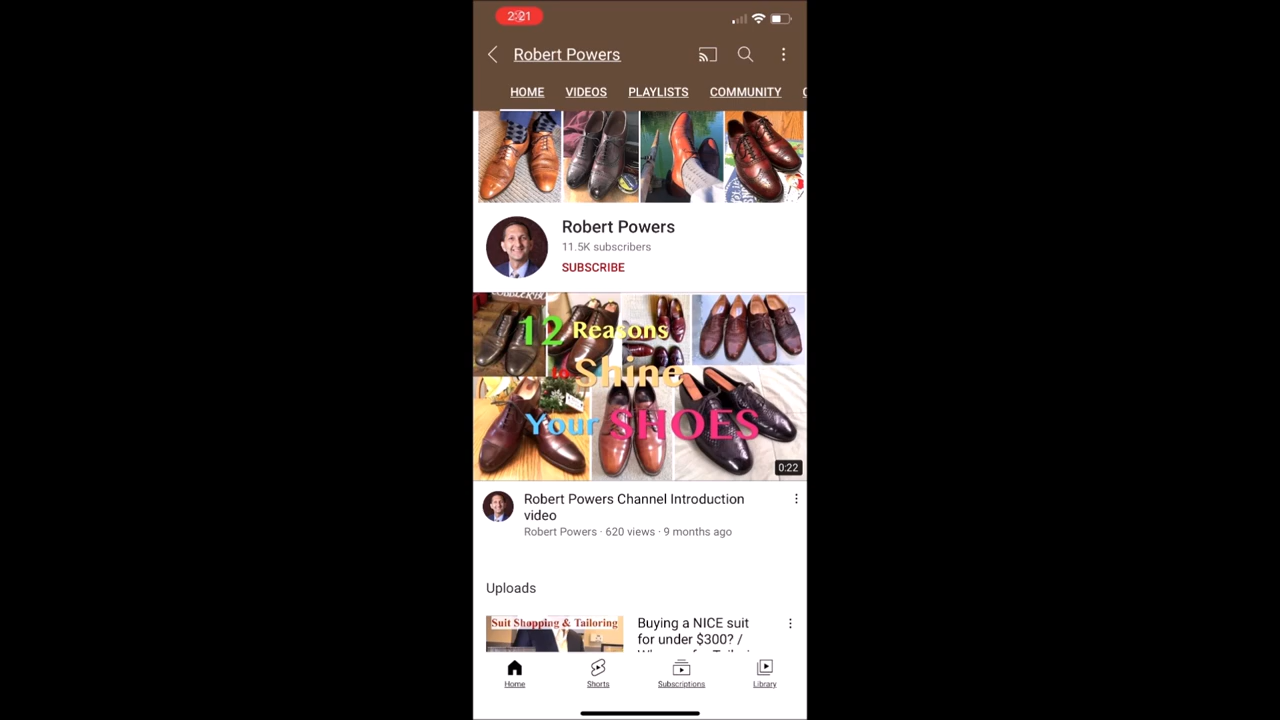 2:21
Robert Powers
HOME VIDEOS PLAYLISTS COMMUNITY
Robert Powers
11.5K subscribers
SUBSCRIBE
12 Reasons
to Shine
Your SHOES
0:22
Robert Powers Channel Introduction
video
Robert Powers · 620 views · 9 months ago
Uploads
Suit Shopping & Tailoring
Buying a NICE suit
for under $300? /
Home Shorts Subscriptions Library